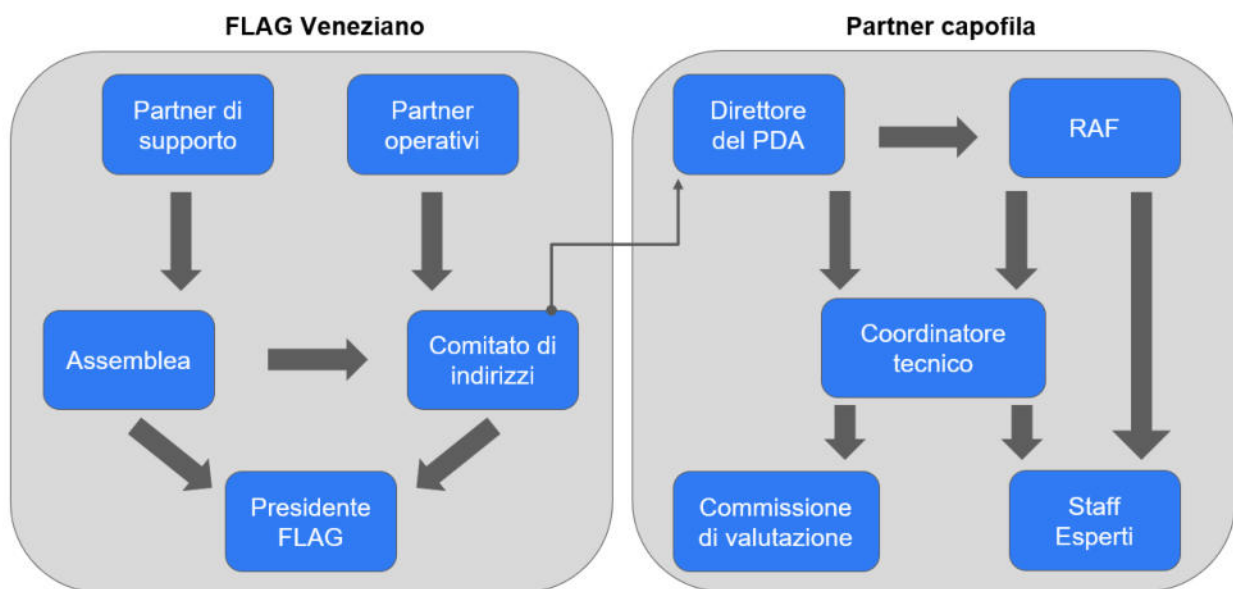 FLAG Veneziano
Partner di
supporto
Partner
operativi
Assemblea
Comitato di
indirizzi
Presidente
FLAG
Partner capofila
Direttore
del PDA
RAF
Coordinatore
tecnico
Commissione
di valutazione
Staff
Esperti